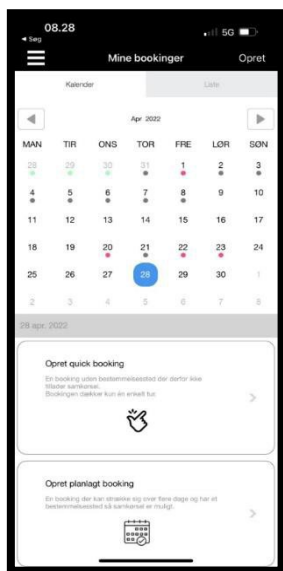 08.28
5G
◄ Søg
Mine bookinger
Opret
Kalender
Liste
Apr 2022
MAN TIR ONS TOR FRE LØR SØN
28 29 30 31 1 2 3
4 5 6 7 8 9 10
11 12 13 14 15 16 17
18 19 20 21 22 23 24
25 26 27 28 29 30 1
2 3 4 5 6 7 8
28 apr. 2022
Opret quick booking
En booking uden bestemmelsessted der derfor ikke
tillader samkørsel.
Bookingen dækker kun én enkelt tur.
Opret planlagt booking
En booking der kan strække sig over flere dage og har et
bestemmelsessted så samkørsel er muligt.